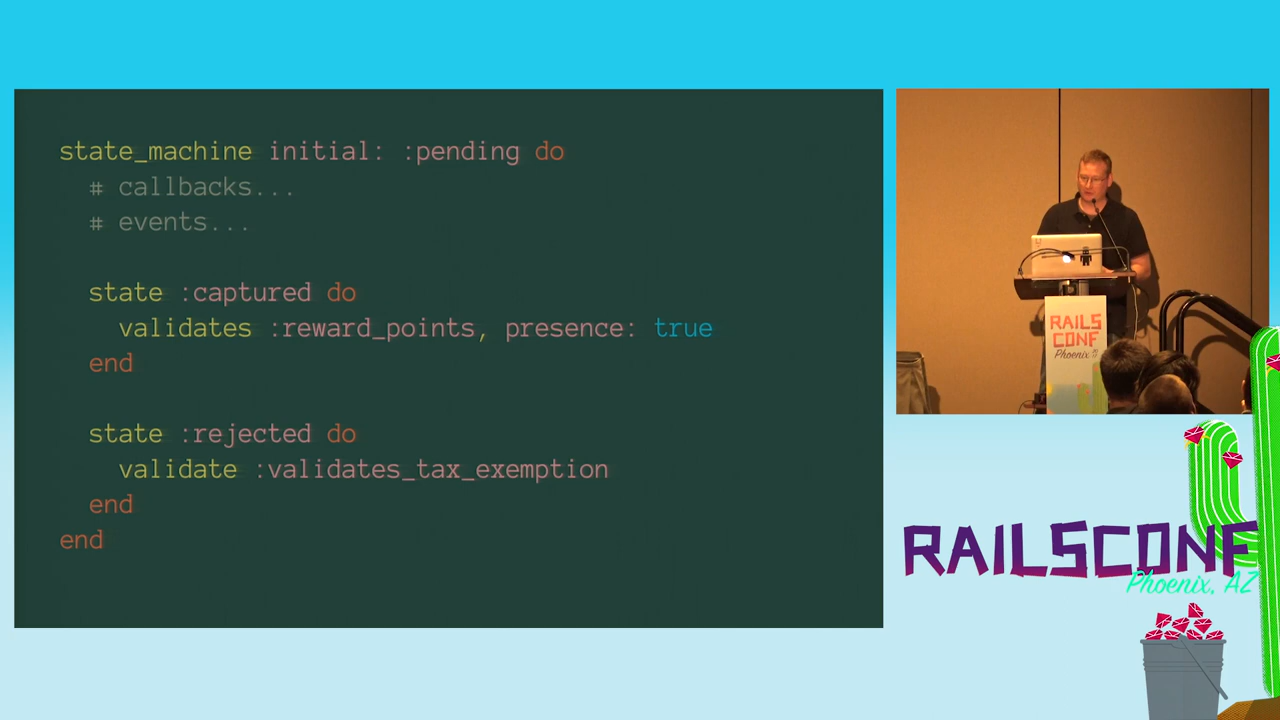 state_machine initial: :pending do
# callbacks...
# events...
state :captured do
validates :reward_points, presence: true
end
state :rejected do
validate :validates_tax_exemption
end
end
RAILS
CONF
Phoenix
RAILSCONF
Phoenix, AZ